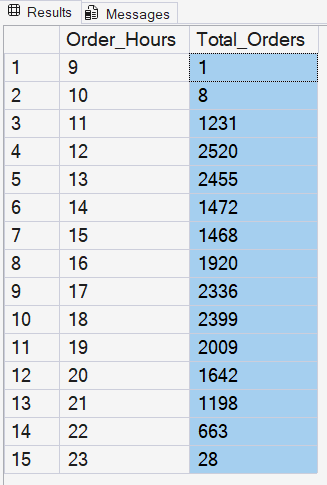 Results Messages
Order_Hours Total_Orders
1 9 1
2 10 8
3 11 1231
4 12 2520
5 13 2455
6 14 1472
7 15 1468
8 16 1920
9 17 2336
10 18 2399
11 19 2009
12 20 1642
13 21 1198
14 22 663
15 23 28